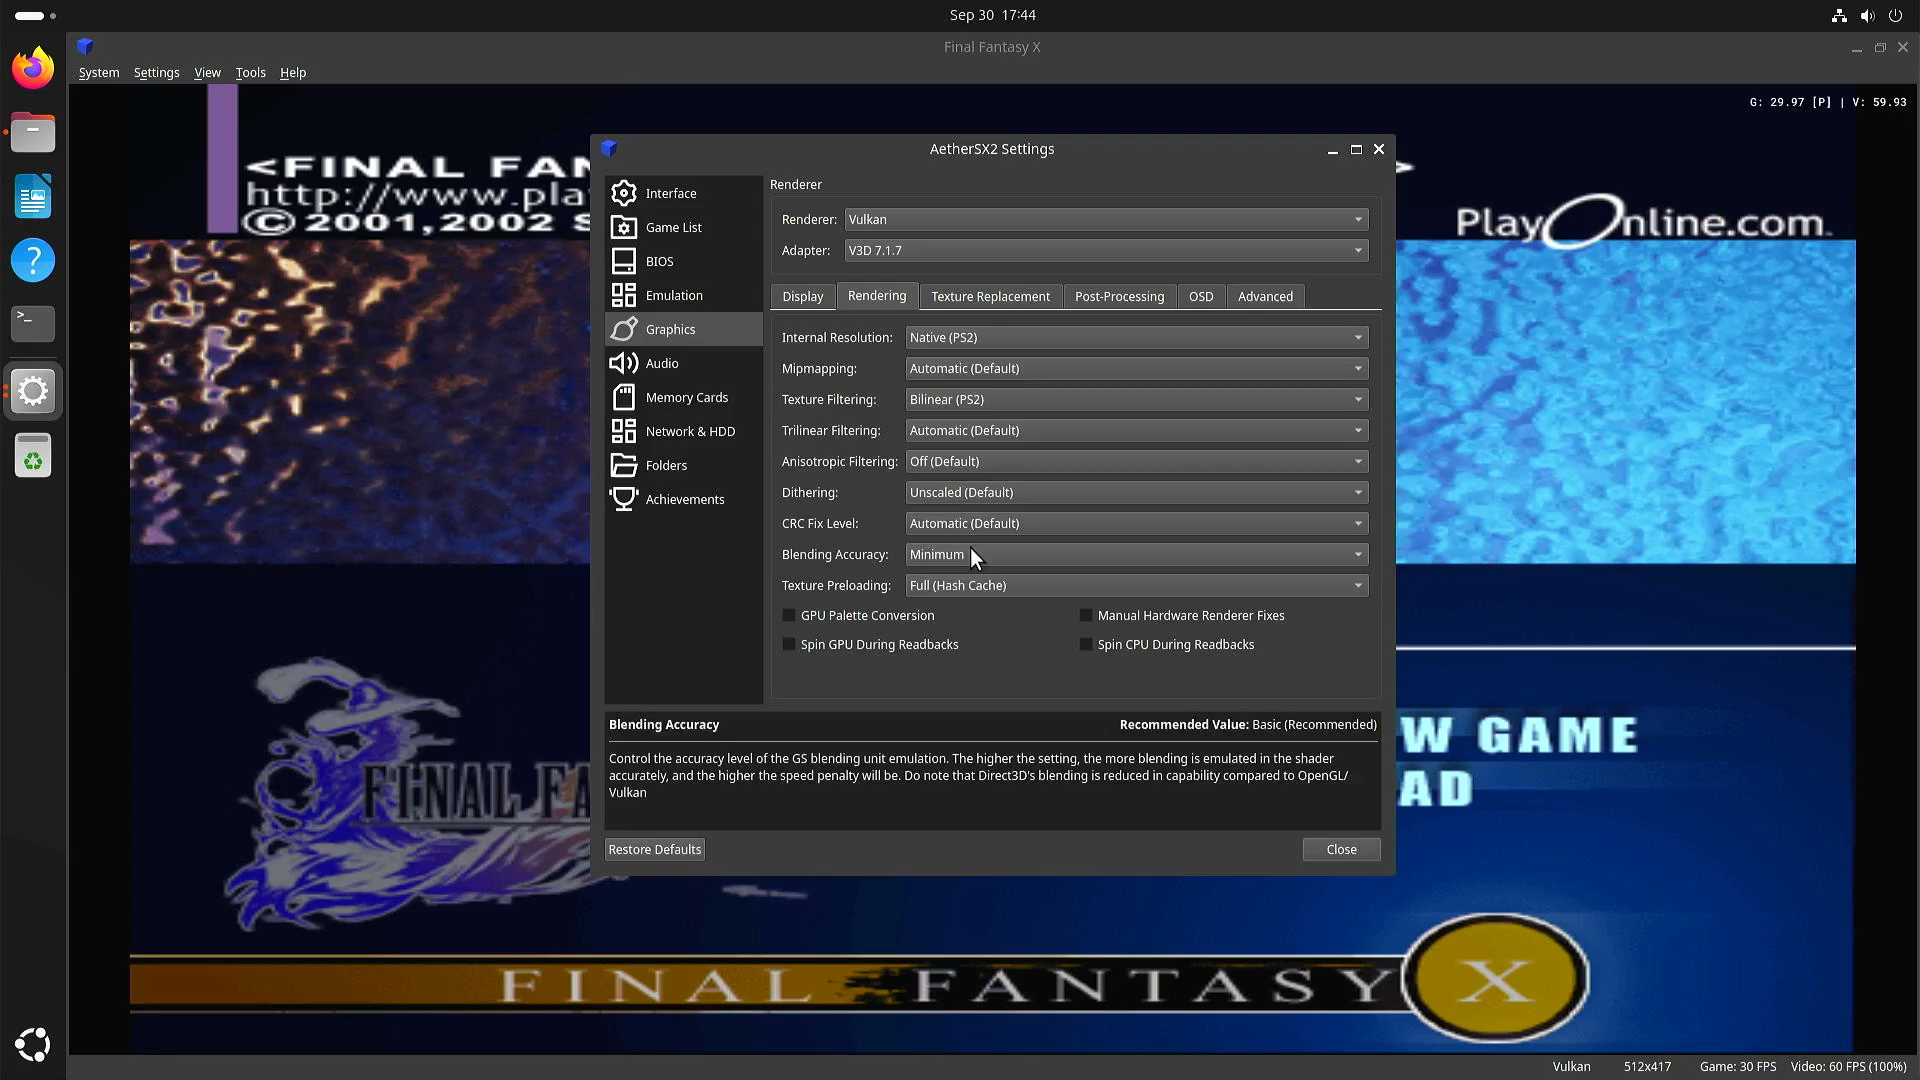 Sep 30 17:44
Final Fantasy X
System Settings View Tools Help
G: 29.97 [P] | V: 59.93
<FINAL FAN
>
http://www.pla
© 2001,2002 S
PlayOnline.com
AetherSX2 Settings
Interface
Game List
BIOS
Emulation
Graphics
Audio
Memory Cards
Network & HDD
Folders
Achievements
Renderer
Renderer: Vulkan
Adapter: V3D 7.1.7
Display Rendering Texture Replacement Post-Processing OSD Advanced
Internal Resolution: Native (PS2)
Mipmapping: Automatic (Default)
Texture Filtering: Bilinear (PS2)
Trilinear Filtering: Automatic (Default)
Anisotropic Filtering: Off (Default)
Dithering: Unscaled (Default)
CRC Fix Level: Automatic (Default)
Blending Accuracy: Minimum
Texture Preloading: Full (Hash Cache)
GPU Palette Conversion Manual Hardware Renderer Fixes
Spin GPU During Readbacks Spin CPU During Readbacks
Blending Accuracy Recommended Value: Basic (Recommended)
Control the accuracy level of the GS blending unit emulation. The higher the setting, the more blending is emulated in the shader
accurately, and the higher the speed penalty will be. Do note that Direct3D's blending is reduced in capability compared to OpenGL/
Vulkan
Restore Defaults Close
W GAME
AD
FINAL FA
FINAL FANTASY X
Vulkan 512x417 Game: 30 FPS Video: 60 FPS (100%)